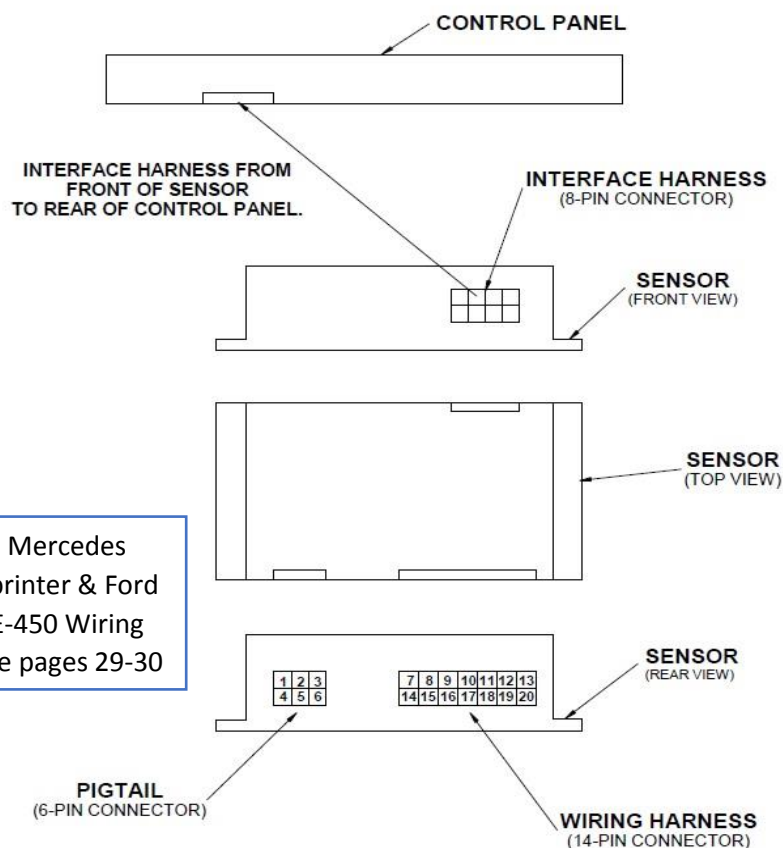 CONTROL PANEL
INTERFACE HARNESS FROM
FRONT OF SENSOR
TO REAR OF CONTROL PANEL.
INTERFACE HARNESS
(8-PIN CONNECTOR)
SENSOR
(FRONT VIEW)
SENSOR
(TOP VIEW)
Mercedes
printer & Ford
E-450 Wiring
e pages 29-30
SENSOR
(REAR VIEW)
1 2 3
4 5 6
7 8 9 10 11 12 13
14 15 16 17 18 19 20
PIGTAIL
(6-PIN CONNECTOR)
WIRING HARNESS
(14-PIN CONNECTOR)